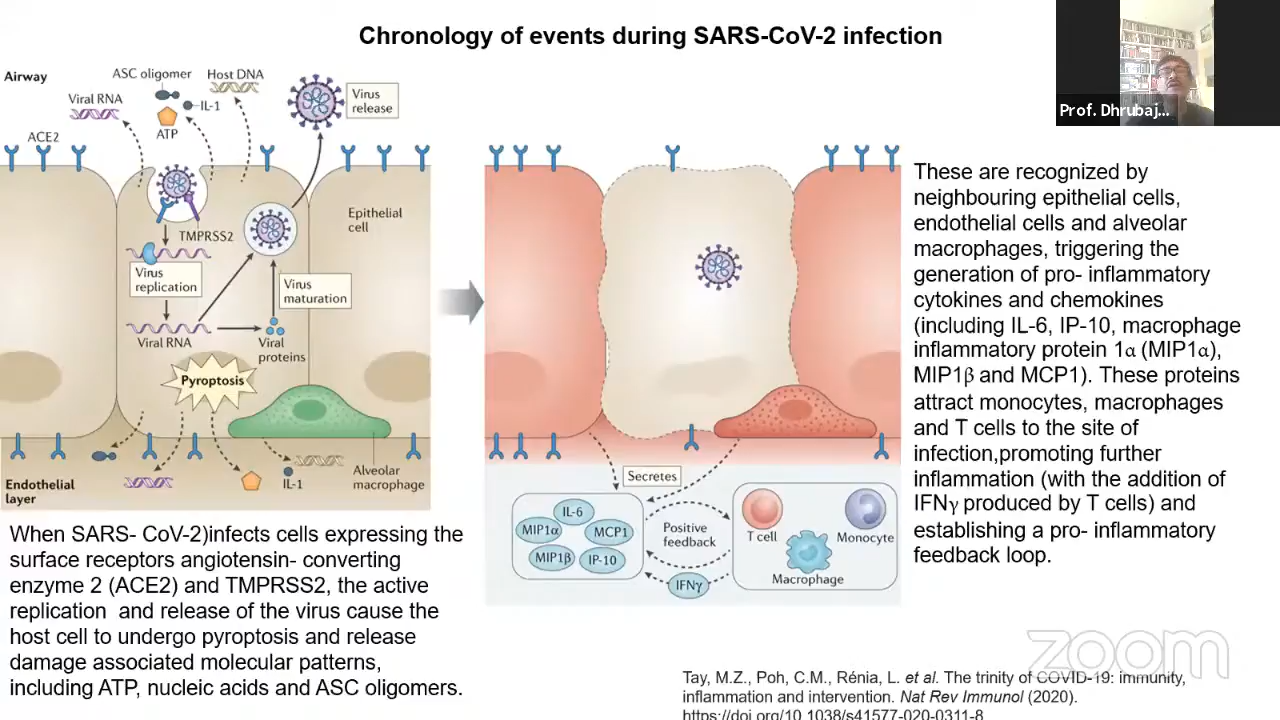 Chronology of events during SARS-CoV-2 infection
Prof. Dhrubaj...
Airway
ASC oligomer
Host DNA
Viral RNA
IL-1
ATP
ACE2
Virus
release
TMPRSS2
Epithelial
cell
Virus
replication
Virus
maturation
Viral RNA
Viral
proteins
Pyroptosis
IL-1
Alveolar
macrophage
Endothelial
layer
When SARS- CoV-2)infects cells expressing the
surface receptors angiotensin- converting
enzyme 2 (ACE2) and TMPRSS2, the active
replication  and release of the virus cause the
host cell to undergo pyroptosis and release
damage associated molecular patterns,
including ATP, nucleic acids and ASC oligomers.
Secretes
IL-6
MIP1α
MCP1
MIP1β
IP-10
Positive
feedback
IFNγ
T cell
Monocyte
Macrophage
These are recognized by
neighbouring epithelial cells,
endothelial cells and alveolar
macrophages, triggering the
generation of pro- inflammatory
cytokines and chemokines
(including IL-6, IP-10, macrophage
inflammatory protein 1α (MIP1α),
MIP1β and MCP1). These proteins
attract monocytes, macrophages
and T cells to the site of
infection,promoting further
inflammation (with the addition of
IFNγ produced by T cells) and
establishing a pro- inflammatory
feedback loop.
zoom
Tay, M.Z., Poh, C.M., Rénia, L. et al. The trinity of COVID-19: immunity,
inflammation and intervention. Nat Rev Immunol (2020).
https://doi.org/10.1038/s41577-020-0311-8